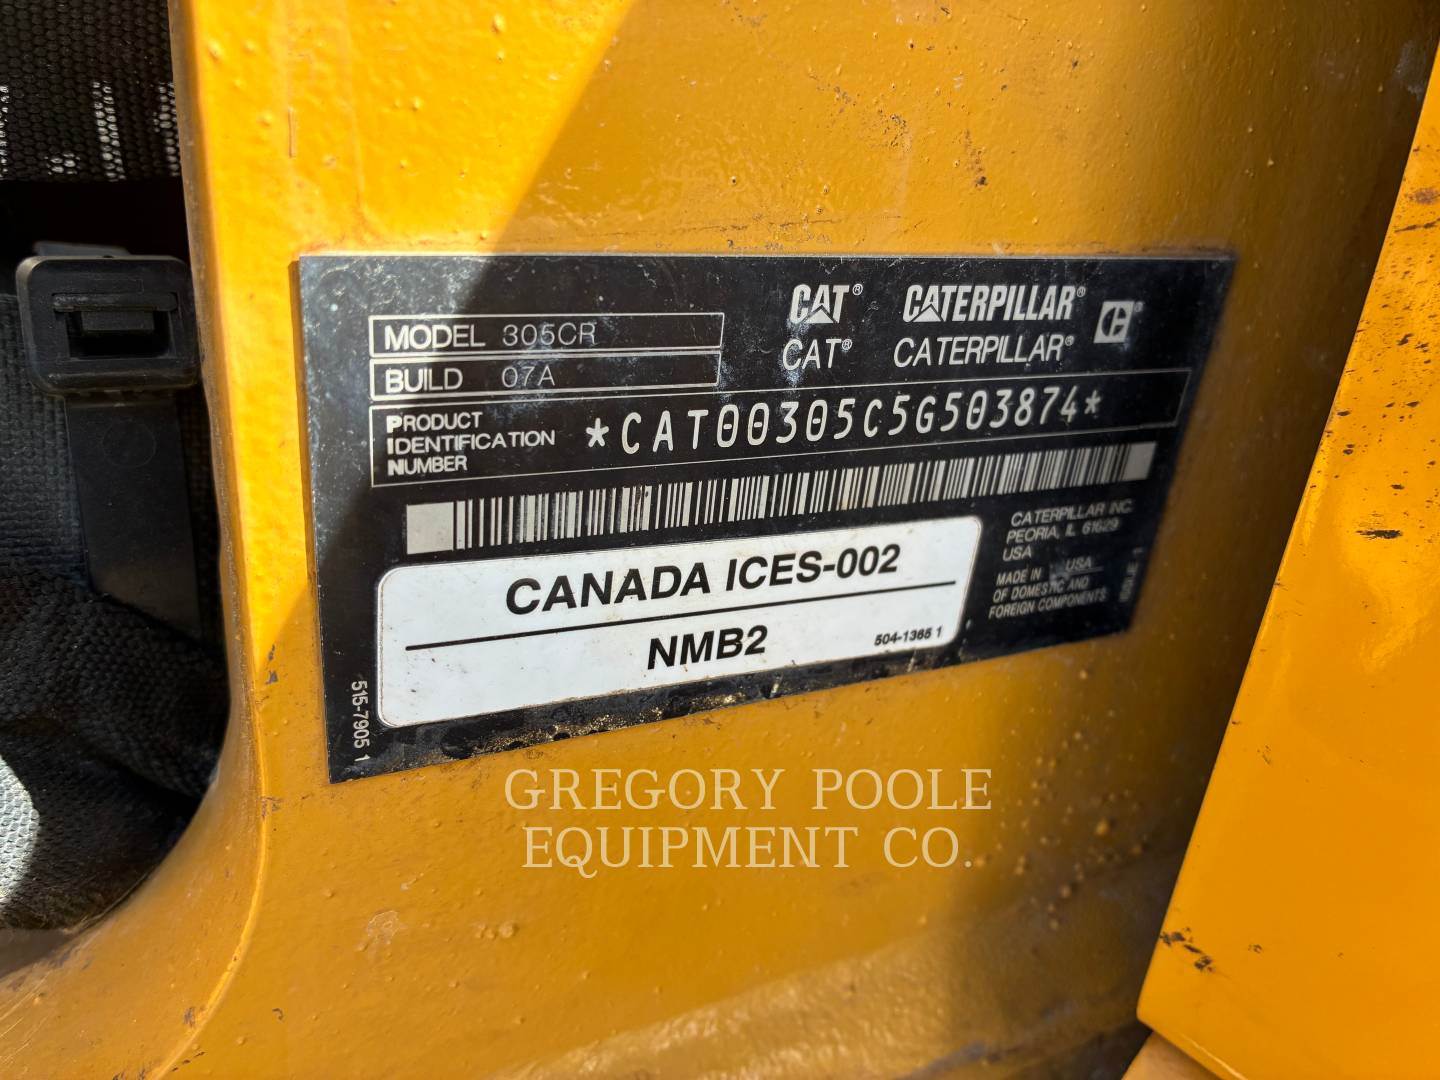 MODEL 305CR
BUILD 07A
CAT® CATERPILLAR®
CAT® CATERPILLAR®
PRODUCT
IDENTIFICATION
NUMBER
*CAT00305C5G503874*
CATERPILLAR INC.
PEORIA, IL 61629
USA
MADE IN USA
OF DOMESTIC AND
FOREIGN COMPONENTS
CANADA ICES-002
NMB2
504-1365 1
515-7905 1
GREGORY POOLE
EQUIPMENT CO.